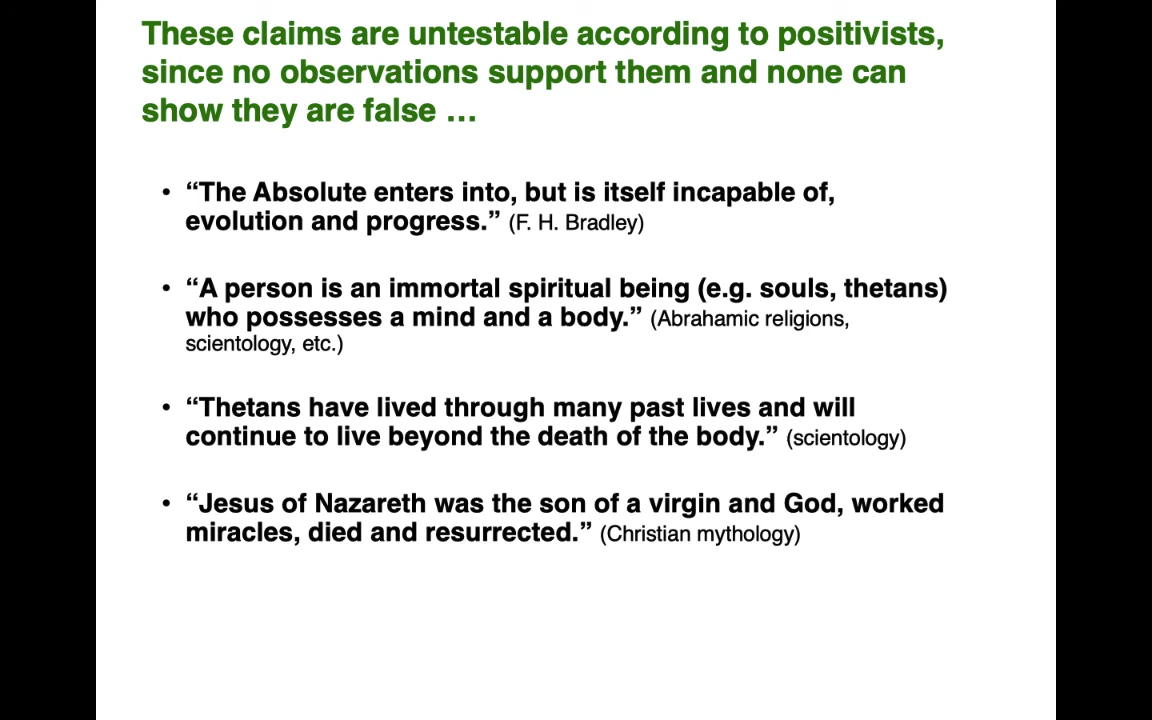 These claims are untestable according to positivists,
since no observations support them and none can
show they are false …
• “The Absolute enters into, but is itself incapable of,
evolution and progress.” (F. H. Bradley)
• “A person is an immortal spiritual being (e.g. souls, thetans)
who possesses a mind and a body.” (Abrahamic religions,
scientology, etc.)
• “Thetans have lived through many past lives and will
continue to live beyond the death of the body.” (scientology)
• “Jesus of Nazareth was the son of a virgin and God, worked
miracles, died and resurrected.” (Christian mythology)